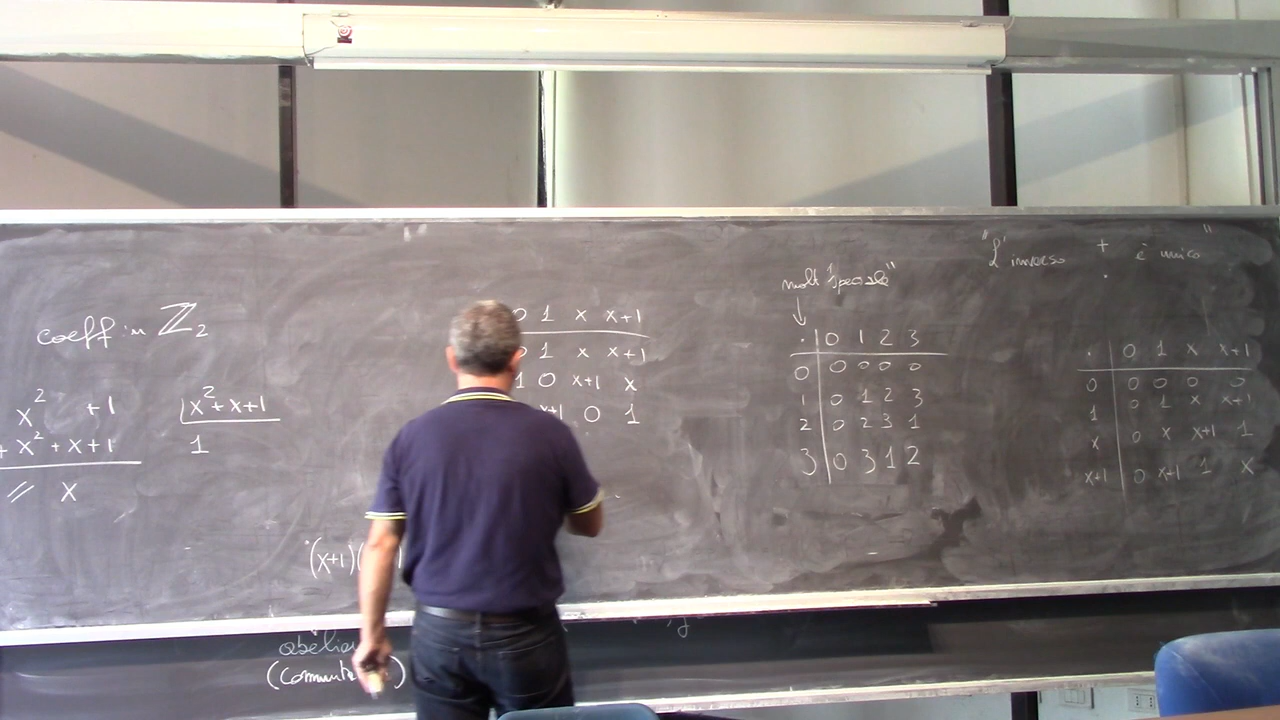 coeff in ℤ₂
x² +1 |x²+x+1
+ x² + x+1 1
// x
(x+1)(
(commuta )
0 1 x x+1
0 1 x x+1
1 0 x+1 x
x+1 0 1
molt "speciale"
↓
· | 0 1 2 3
0 | 0 0 0 0
1 | 0 1 2 3
2 | 0 2 3 1
3 | 0 3 1 2
"L'inverso + · è unico"
· | 0 1 x x+1
0 | 0 0 0 0
1 | 0 1 x x+1
x | 0 x x+1 1
x+1 | 0 x+1 1 x